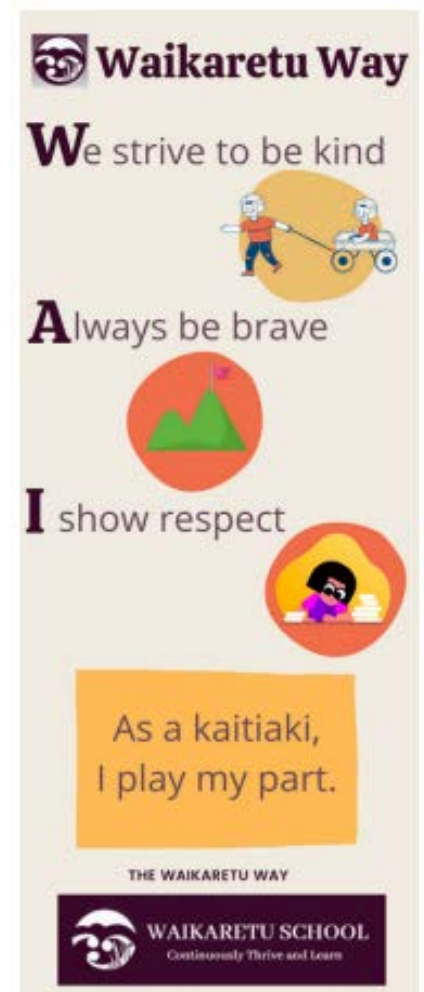 Waikaretu Way
We strive to be kind
Always be brave
I show respect
As a kaitiaki,
I play my part.
THE WAIKARETU WAY
WAIKARETU SCHOOL
Continuously Thrive and Learn